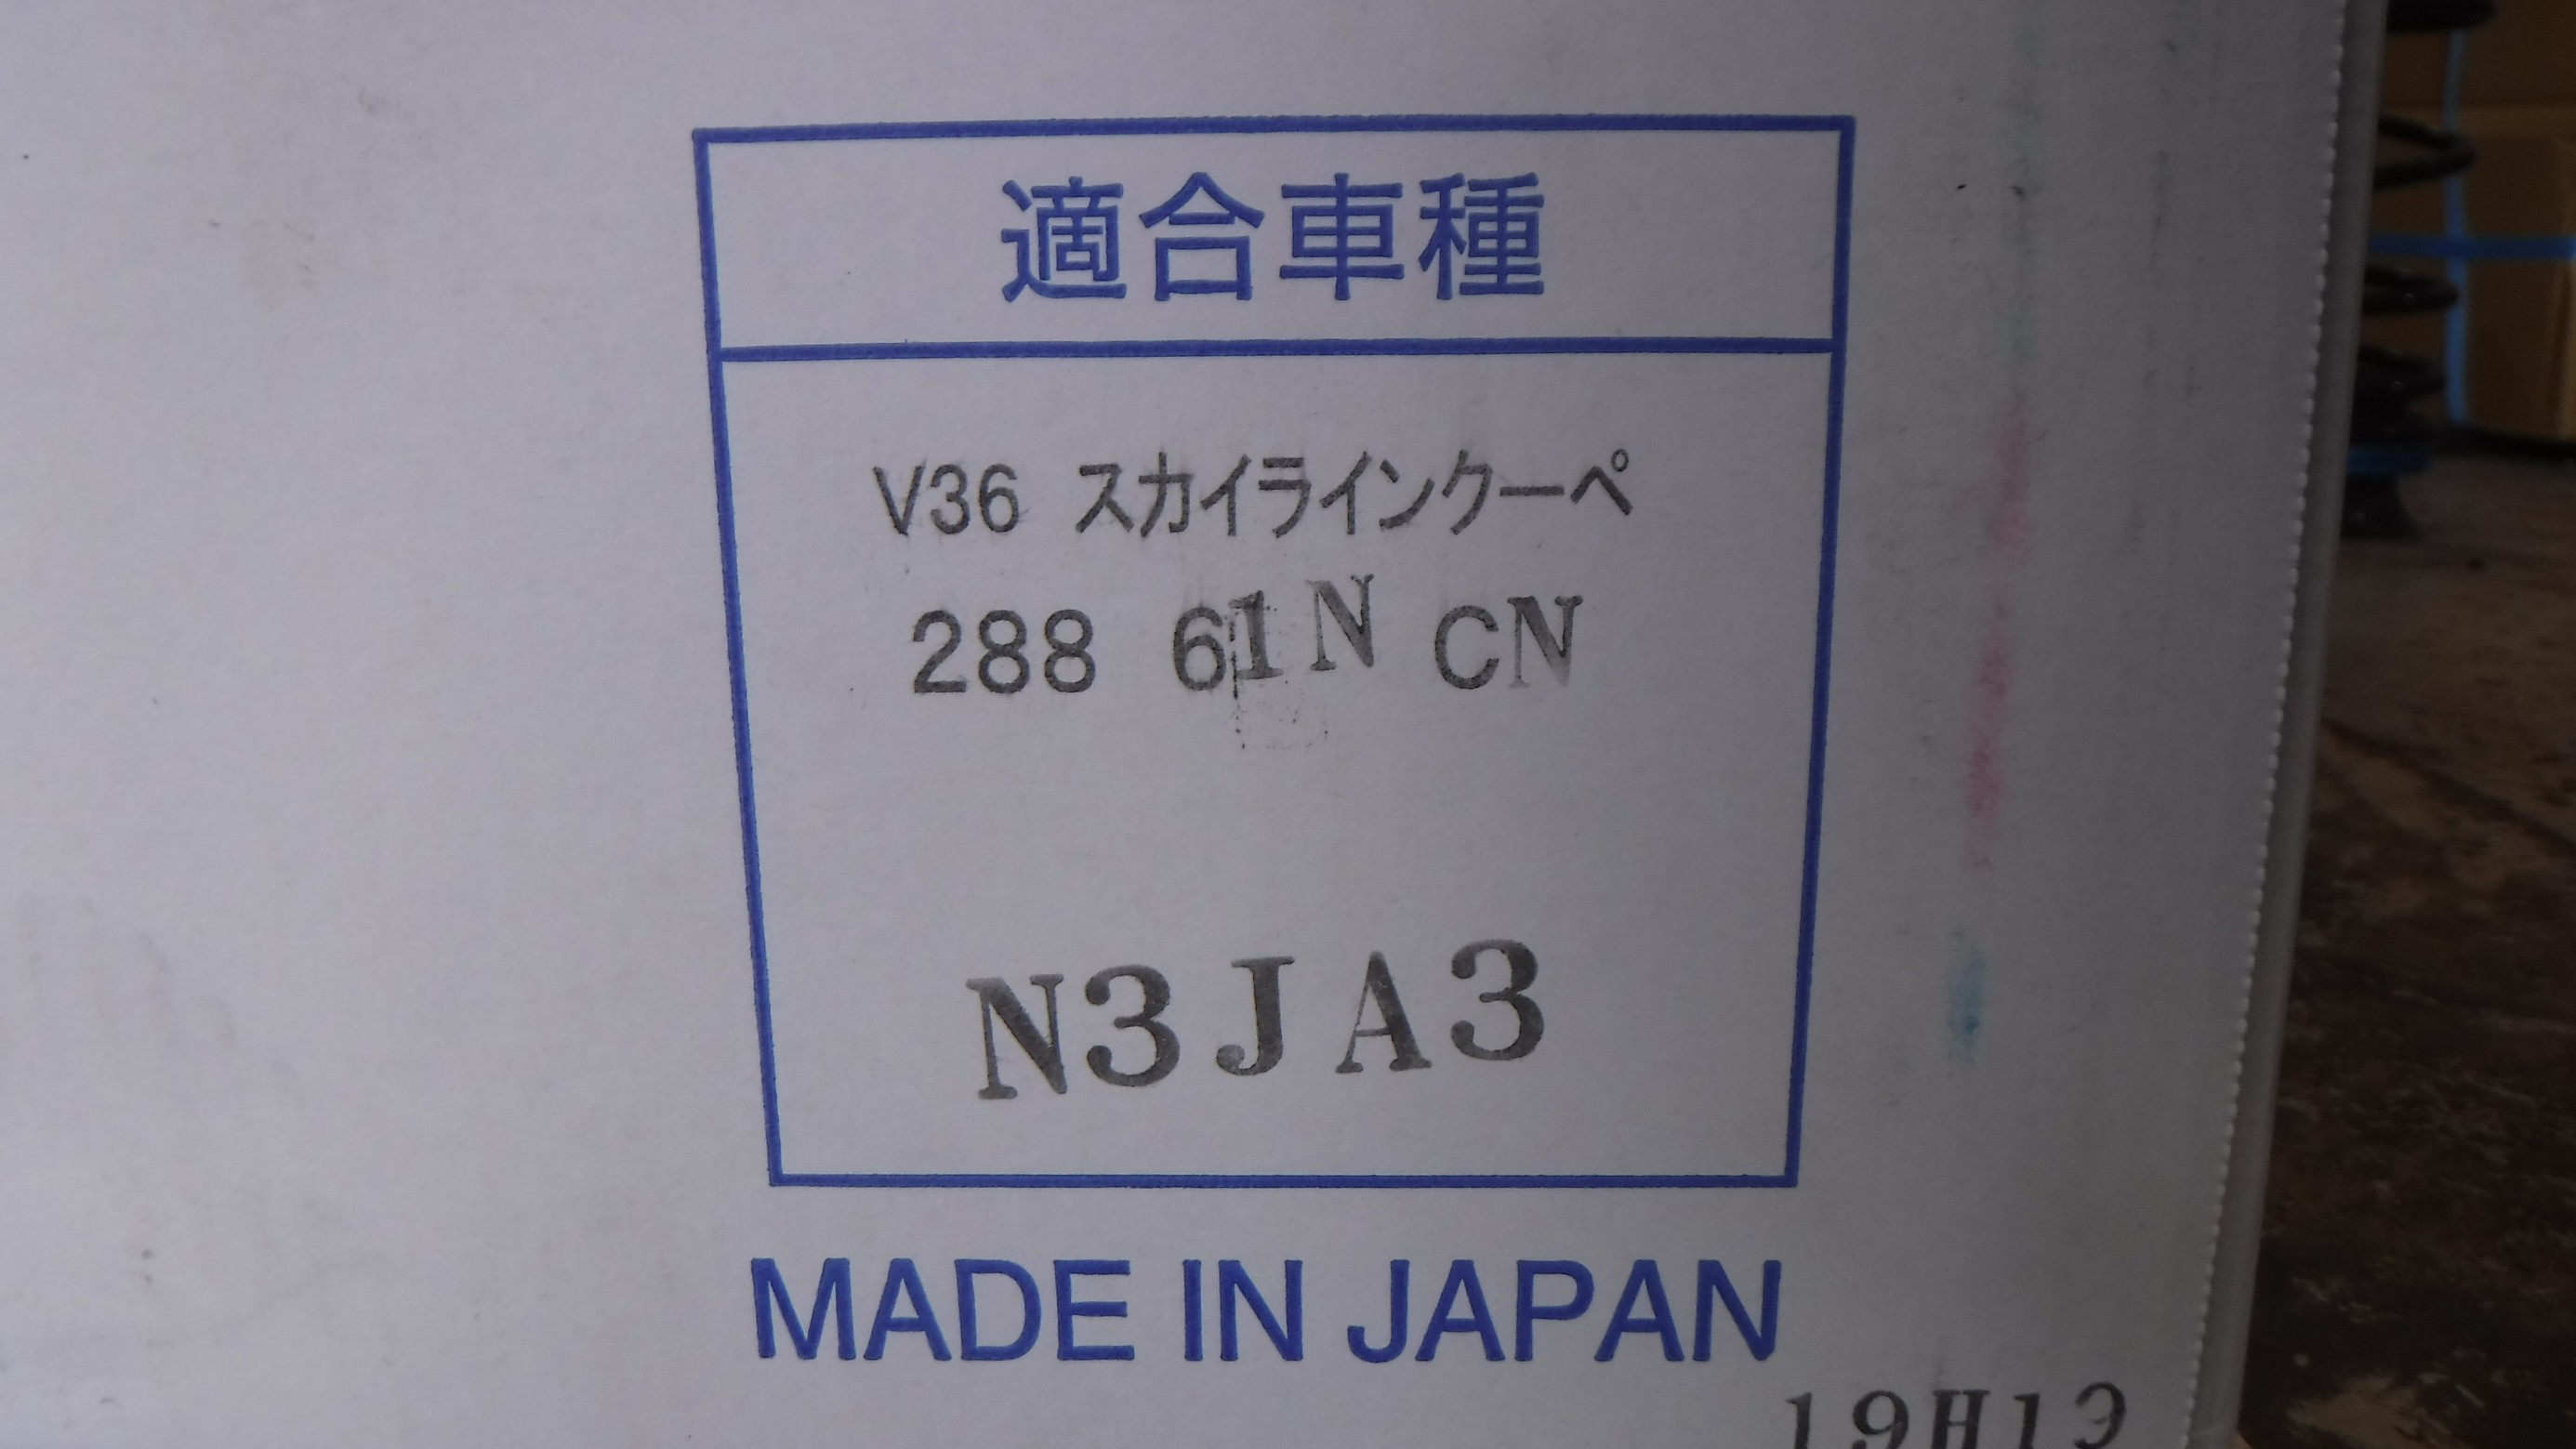 適合車種
V36 スカイラインクーペ
288 61N CN
N3JA3
MADE IN JAPAN